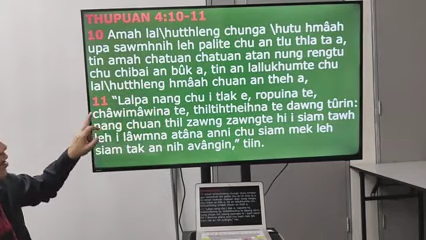 THUPUAN 4:10-11
10 Amah lal\hutthleng chunga \hutu hmâah
upa sawmhnih leh palite chu an tlu thla ta a,
tin amah chatuan chatuan atan nung rengtu
chu chibai an bûk a, tin an lallukhumte chu
lal\hutthleng hmâah chuan an theh a,
11 "Lalpa nang chu i tlak e, ropuina te,
châwimâwina te, thiltihtheihna te dawng tûrin:
nang chuan thil zawng zawngte hi i siam tawh
leh i lâwmna atâna anni chu siam mek leh
siam tak an nih avângin," tiin.